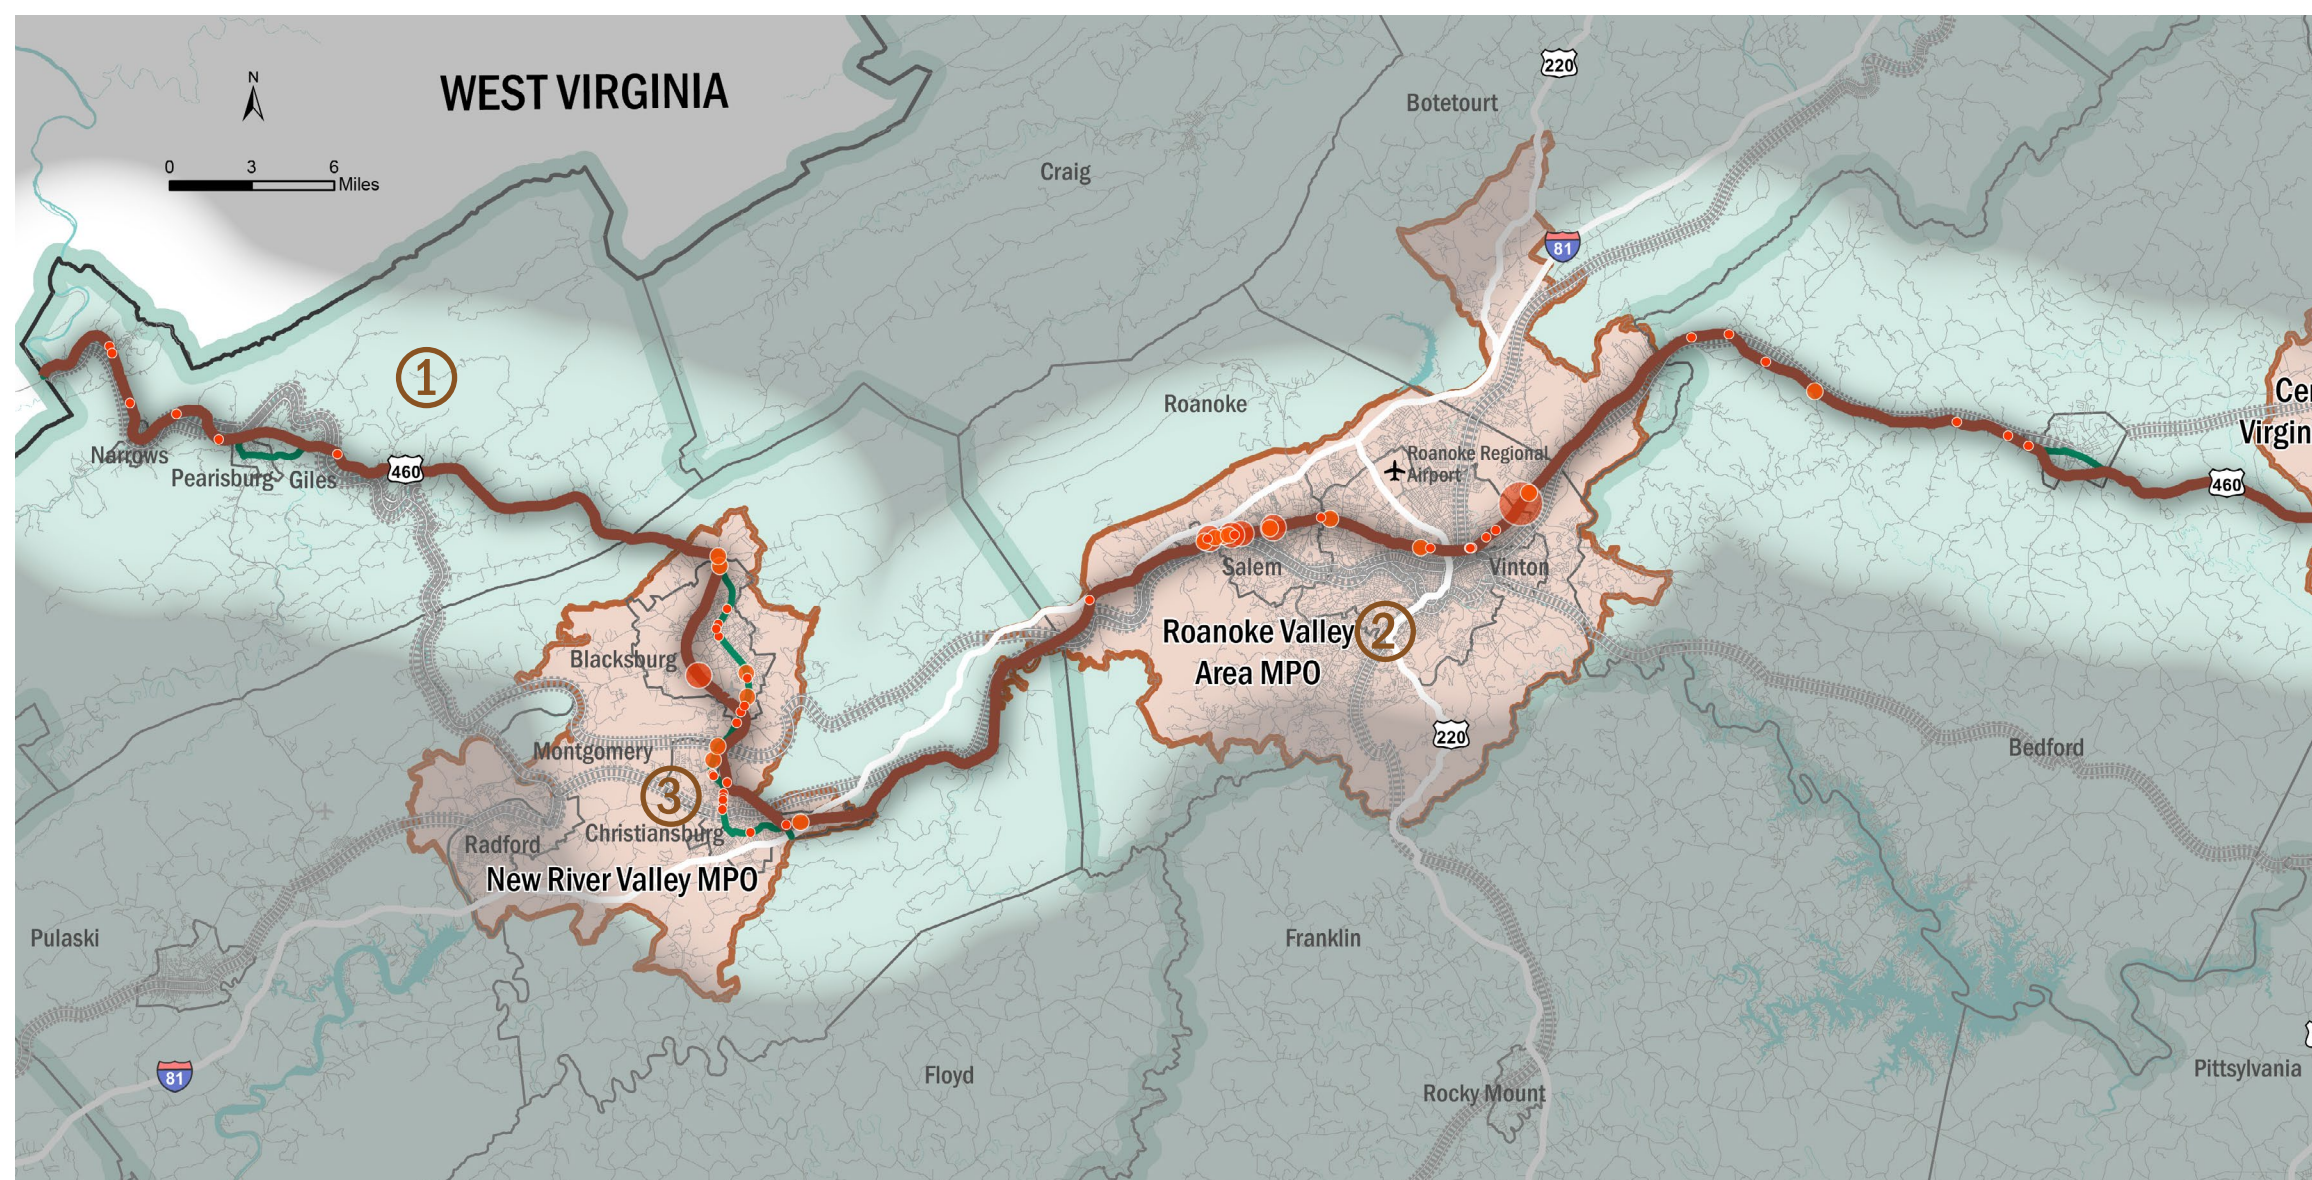 220
WEST VIRGINIA
N
Botetourt
0 3 6
Miles
Craig
81
1
Roanoke
Cen
Virgin
Narrows
Pearisburg
Giles
460
Roanoke Regional
Airport
460
Salem
Vinton
Roanoke Valley
Area MPO
2
Blacksburg
220
Montgomery
Bedford
3
Christiansburg
Radford
New River Valley MPO
Pulaski
Franklin
81
Floyd
Rocky Mount
Pittsylvania